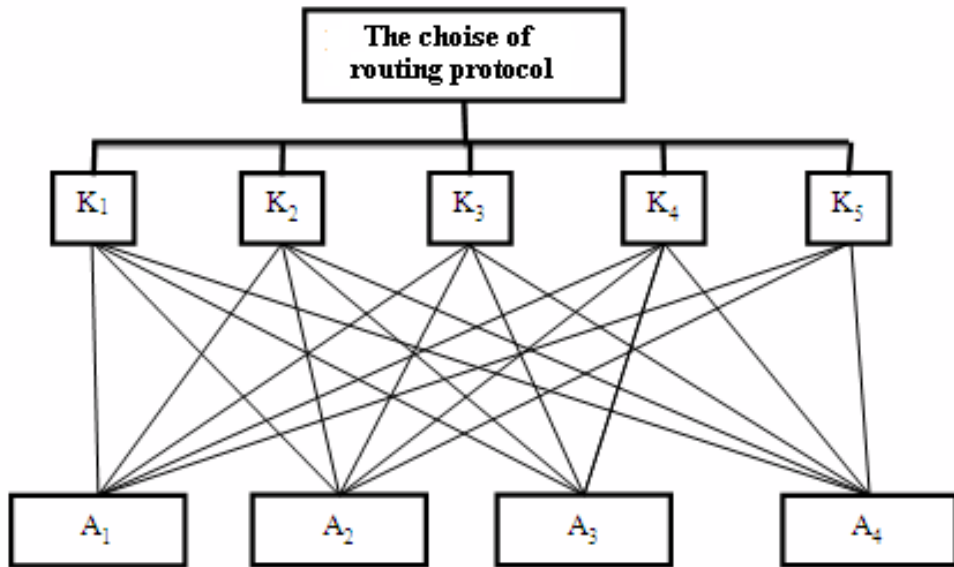 The choise of
routing protocol
K₁ K₂ K₃ K₄ K₅
A₁ A₂ A₃ A₄